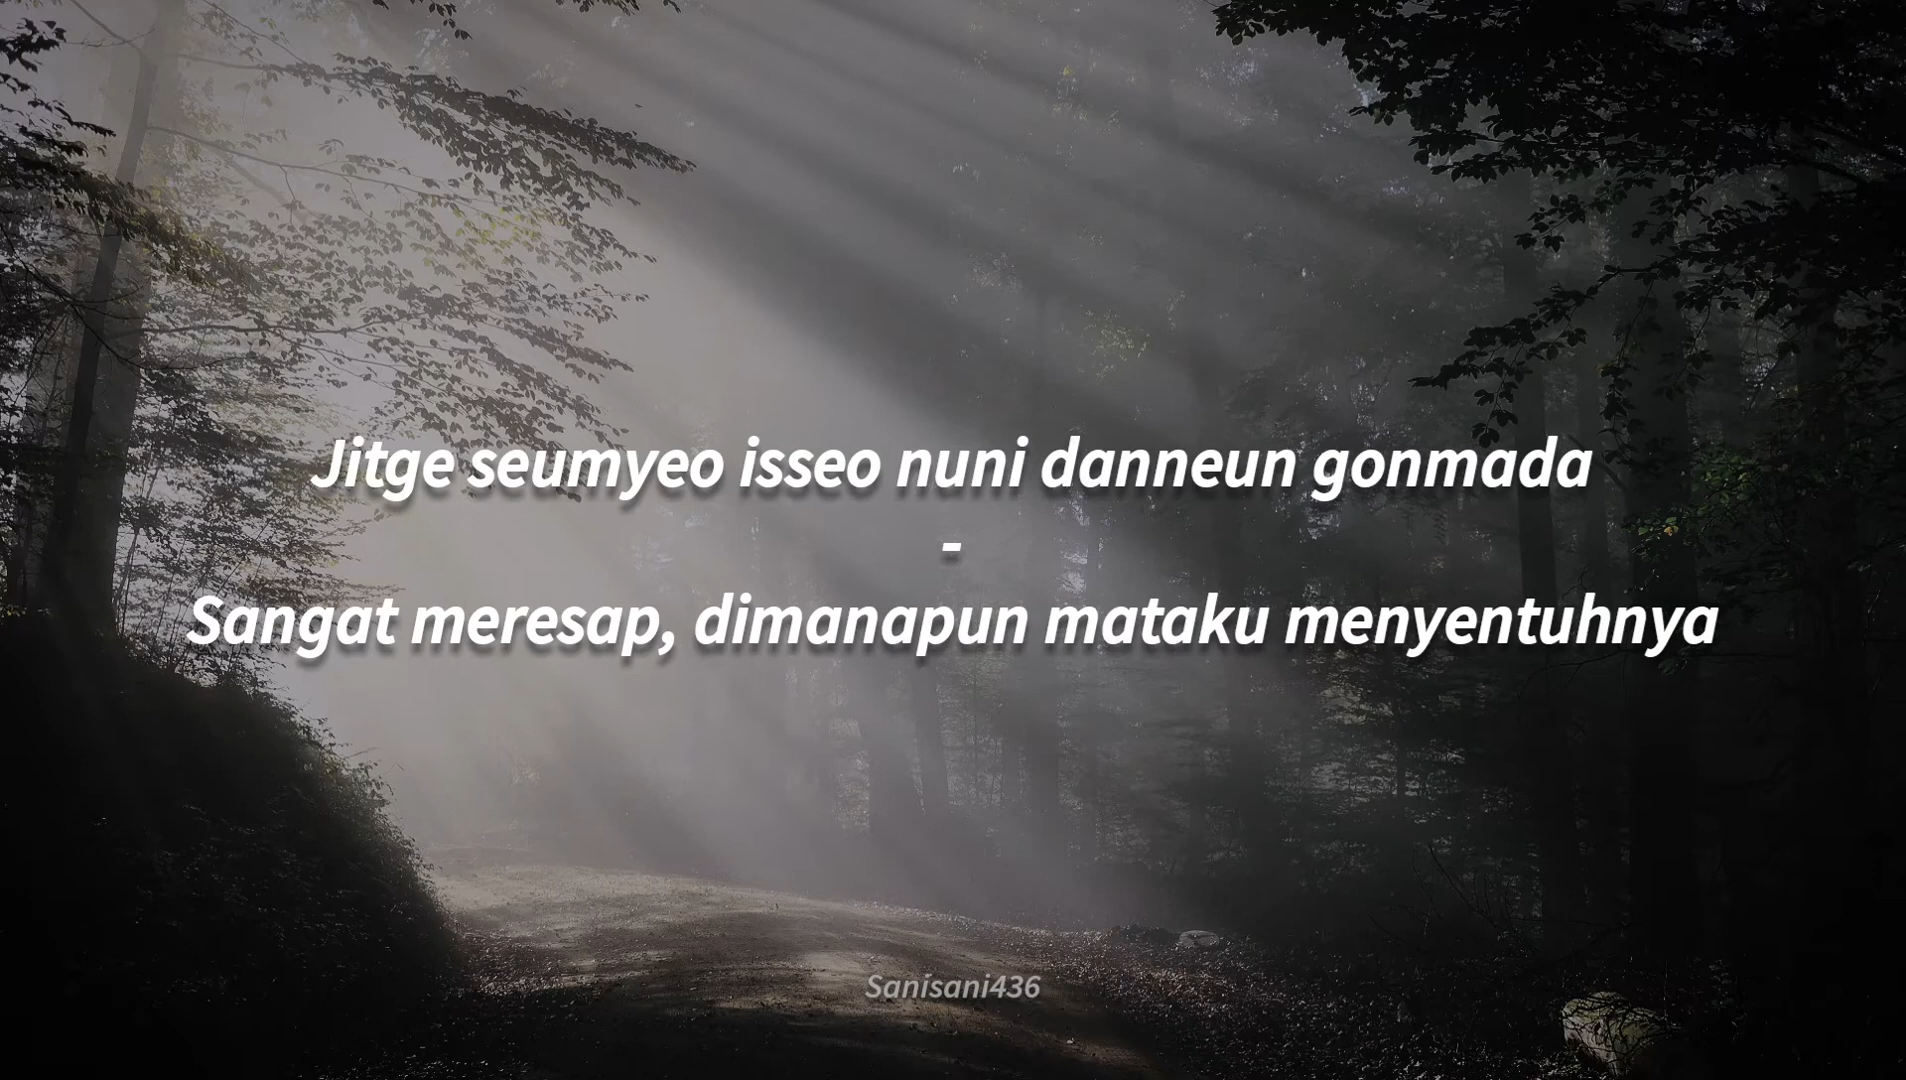 Jitge seumyeo isseo nuni danneun gonmada
-
Sangat meresap, dimanapun mataku menyentuhnya
Sanisani436